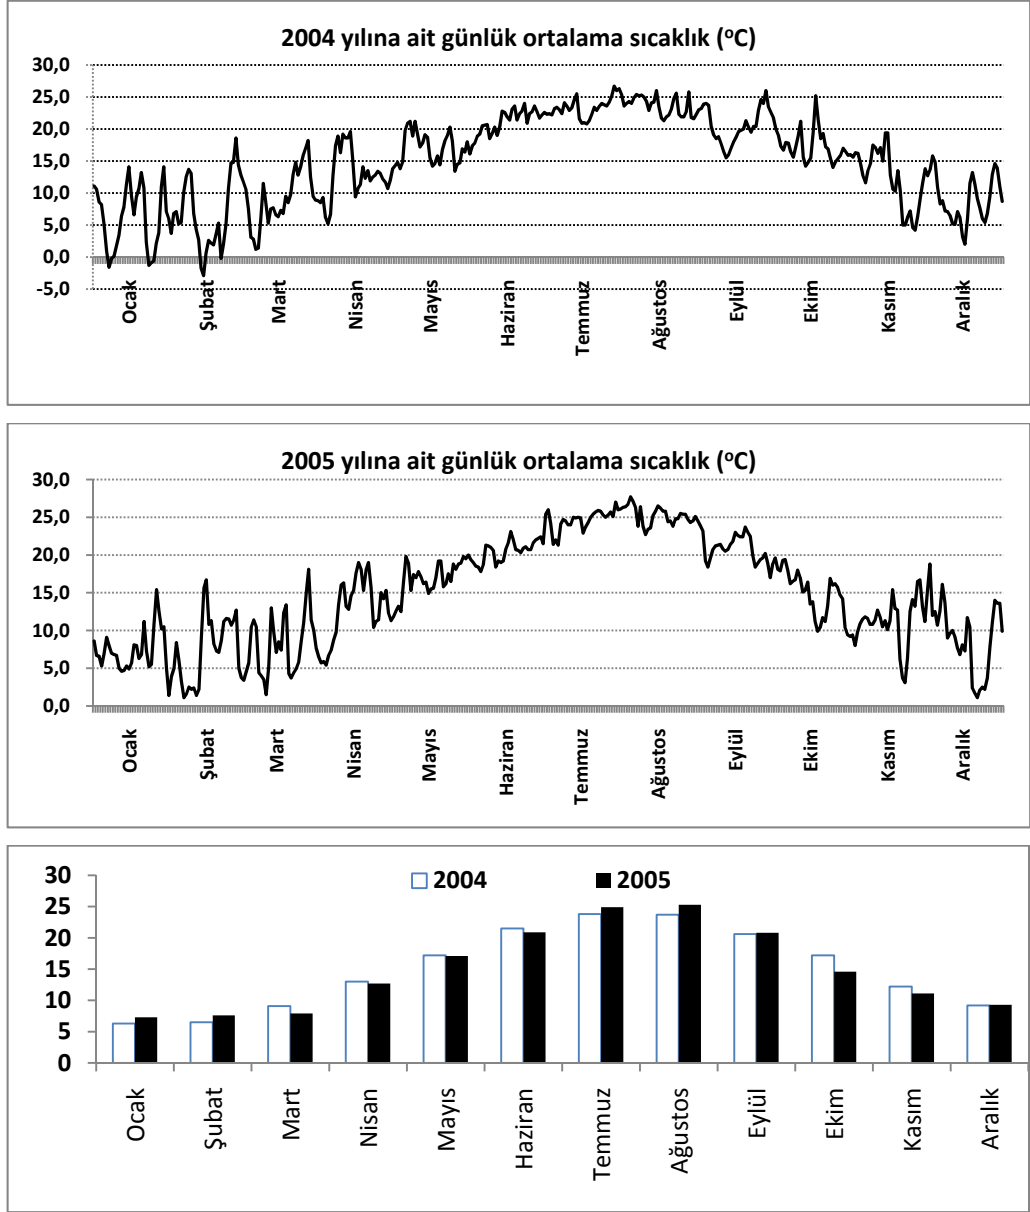 2004 yılına ait günlük ortalama sıcaklık (ºC)
30,0
25,0
20,0
15,0
10,0
5,0
0,0
-5,0
Ocak
Şubat
Mart
Nisan
Mayıs
Haziran
Temmuz
Ağustos
Eylül
Ekim
Kasım
Aralık
2005 yılına ait günlük ortalama sıcaklık (ºC)
30,0
25,0
20,0
15,0
10,0
5,0
0,0
Ocak
Şubat
Mart
Nisan
Mayıs
Haziran
Temmuz
Ağustos
Eylül
Ekim
Kasım
Aralık
2004 2005
30
25
20
15
10
5
0
Ocak
Şubat
Mart
Nisan
Mayıs
Haziran
Temmuz
Ağustos
Eylül
Ekim
Kasım
Aralık